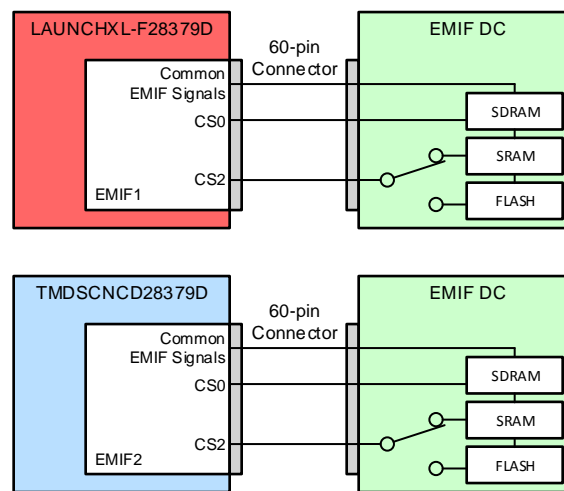 LAUNCHXL-F28379D
60-pin
Connector
EMIF DC
Common
EMIF Signals
CS0
CS2
EMIF1
SDRAM
SRAM
FLASH
TMDSCNCD28379D
60-pin
Connector
EMIF DC
Common
EMIF Signals
CS0
CS2
EMIF2
SDRAM
SRAM
FLASH